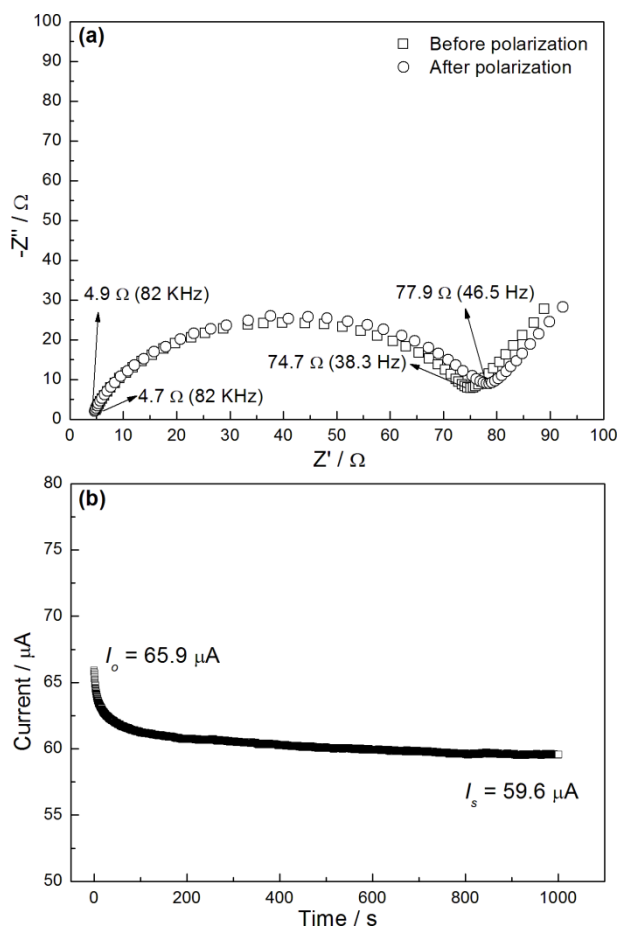 (a)
□ Before polarization
○ After polarization
100
90
80
70
60
50
40
30
20
10
0
-Z'' / Ω
4.9 Ω (82 KHz)
77.9 Ω (46.5 Hz)
74.7 Ω (38.3 Hz)
4.7 Ω (82 KHz)
0 10 20 30 40 50 60 70 80 90 100
Z' / Ω
(b)
80
75
70
65
60
55
50
Current / μA
I_o = 65.9 μA
I_s = 59.6 μA
0 200 400 600 800 1000
Time / s